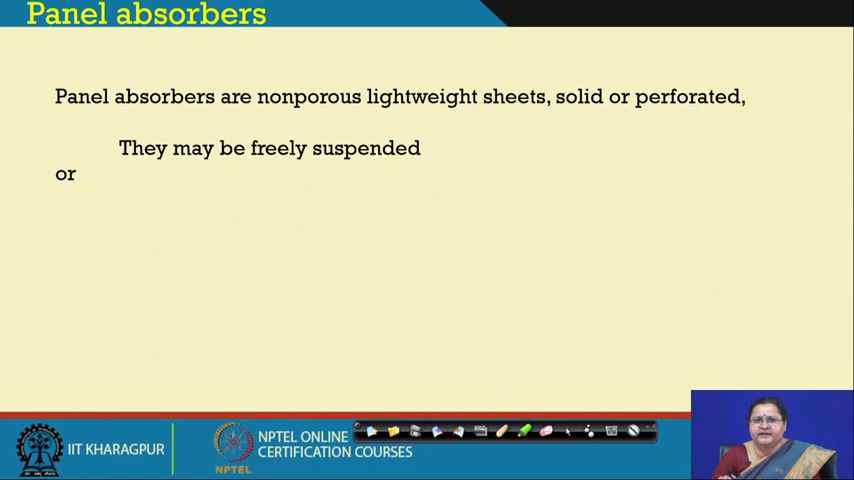 Panel absorbers
Panel absorbers are nonporous lightweight sheets, solid or perforated,
They may be freely suspended
or
IIT KHARAGPUR
NPTEL
NPTEL ONLINE
CERTIFICATION COURSES